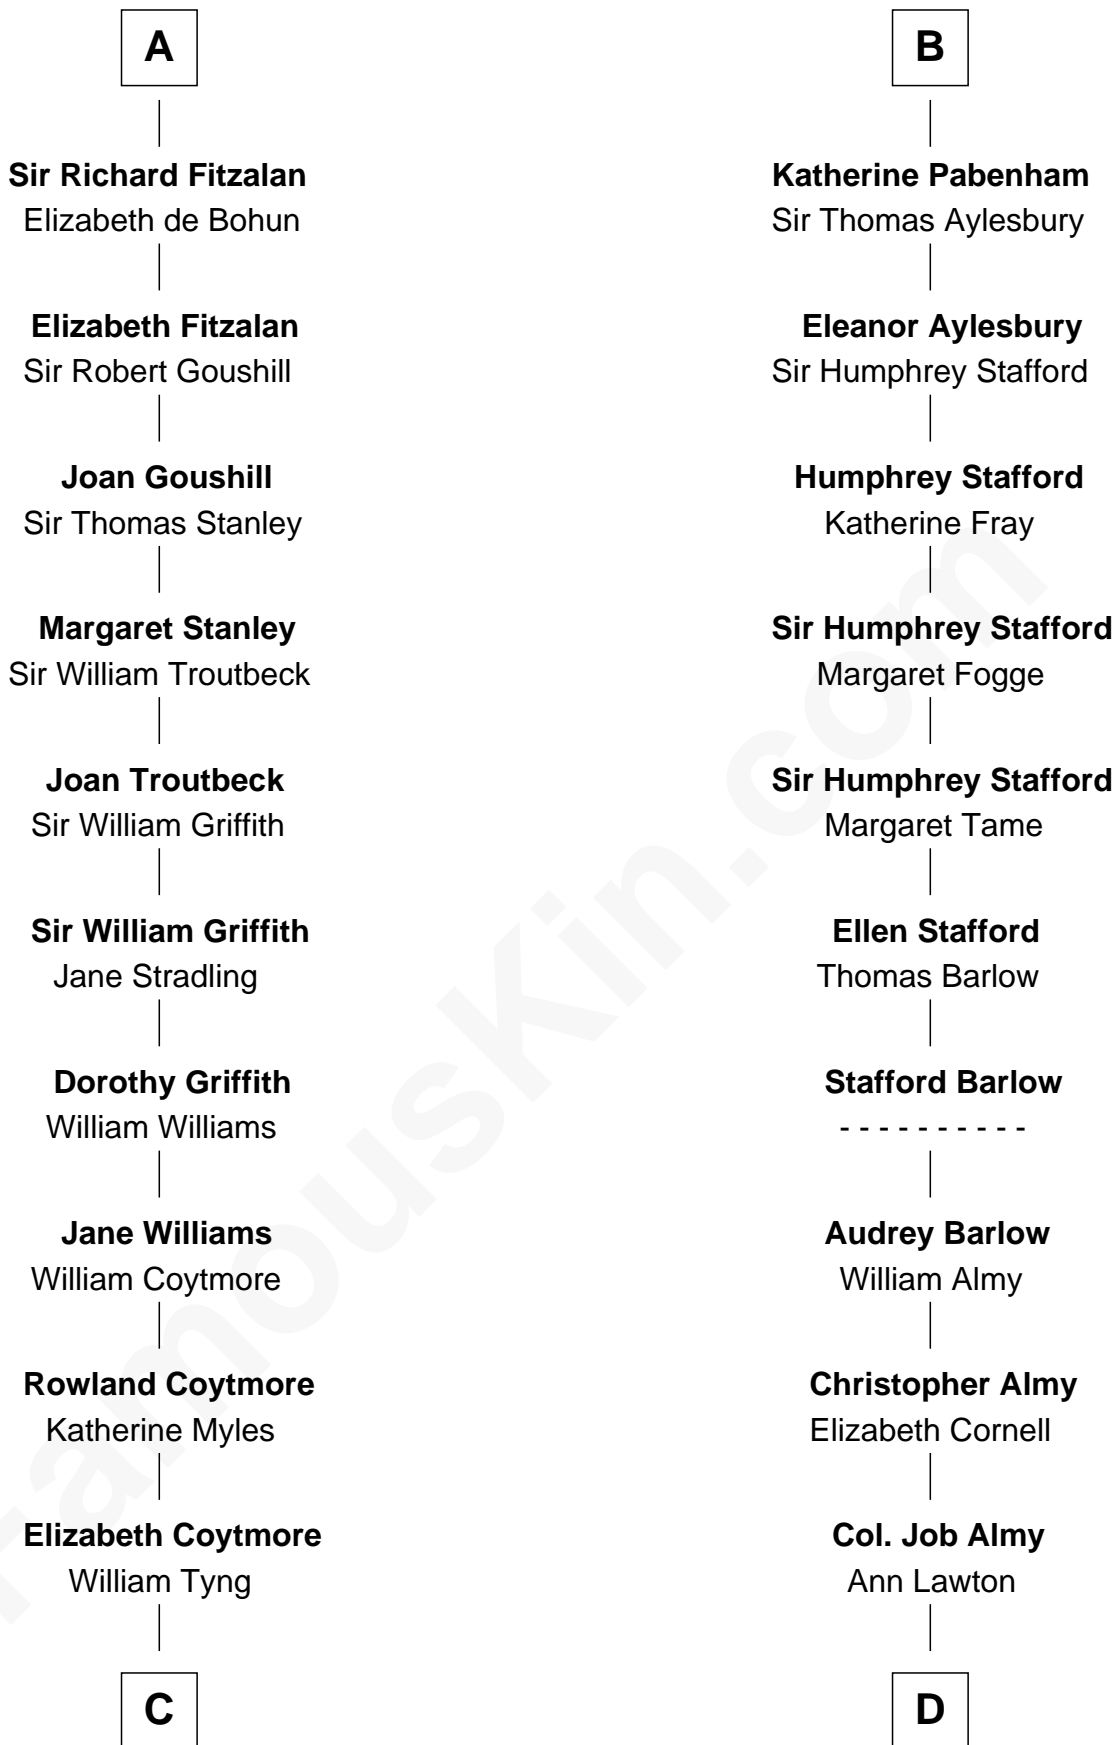 A
Sir Richard Fitzalan
Elizabeth de Bohun
Elizabeth Fitzalan
Sir Robert Goushill
Joan Goushill
Sir Thomas Stanley
Margaret Stanley
Sir William Troutbeck
Joan Troutbeck
Sir William Griffith
Sir William Griffith
Jane Stradling
Dorothy Griffith
William Williams
Jane Williams
William Coytmore
Rowland Coytmore
Katherine Myles
Elizabeth Coytmore
William Tyng
C
B
Katherine Pabenham
Sir Thomas Aylesbury
Eleanor Aylesbury
Sir Humphrey Stafford
Humphrey Stafford
Katherine Fray
Sir Humphrey Stafford
Margaret Fogge
Sir Humphrey Stafford
Margaret Tame
Ellen Stafford
Thomas Barlow
Stafford Barlow
- - - - - - - - - -
Audrey Barlow
William Almy
Christopher Almy
Elizabeth Cornell
Col. Job Almy
Ann Lawton
D
FamousKin.com